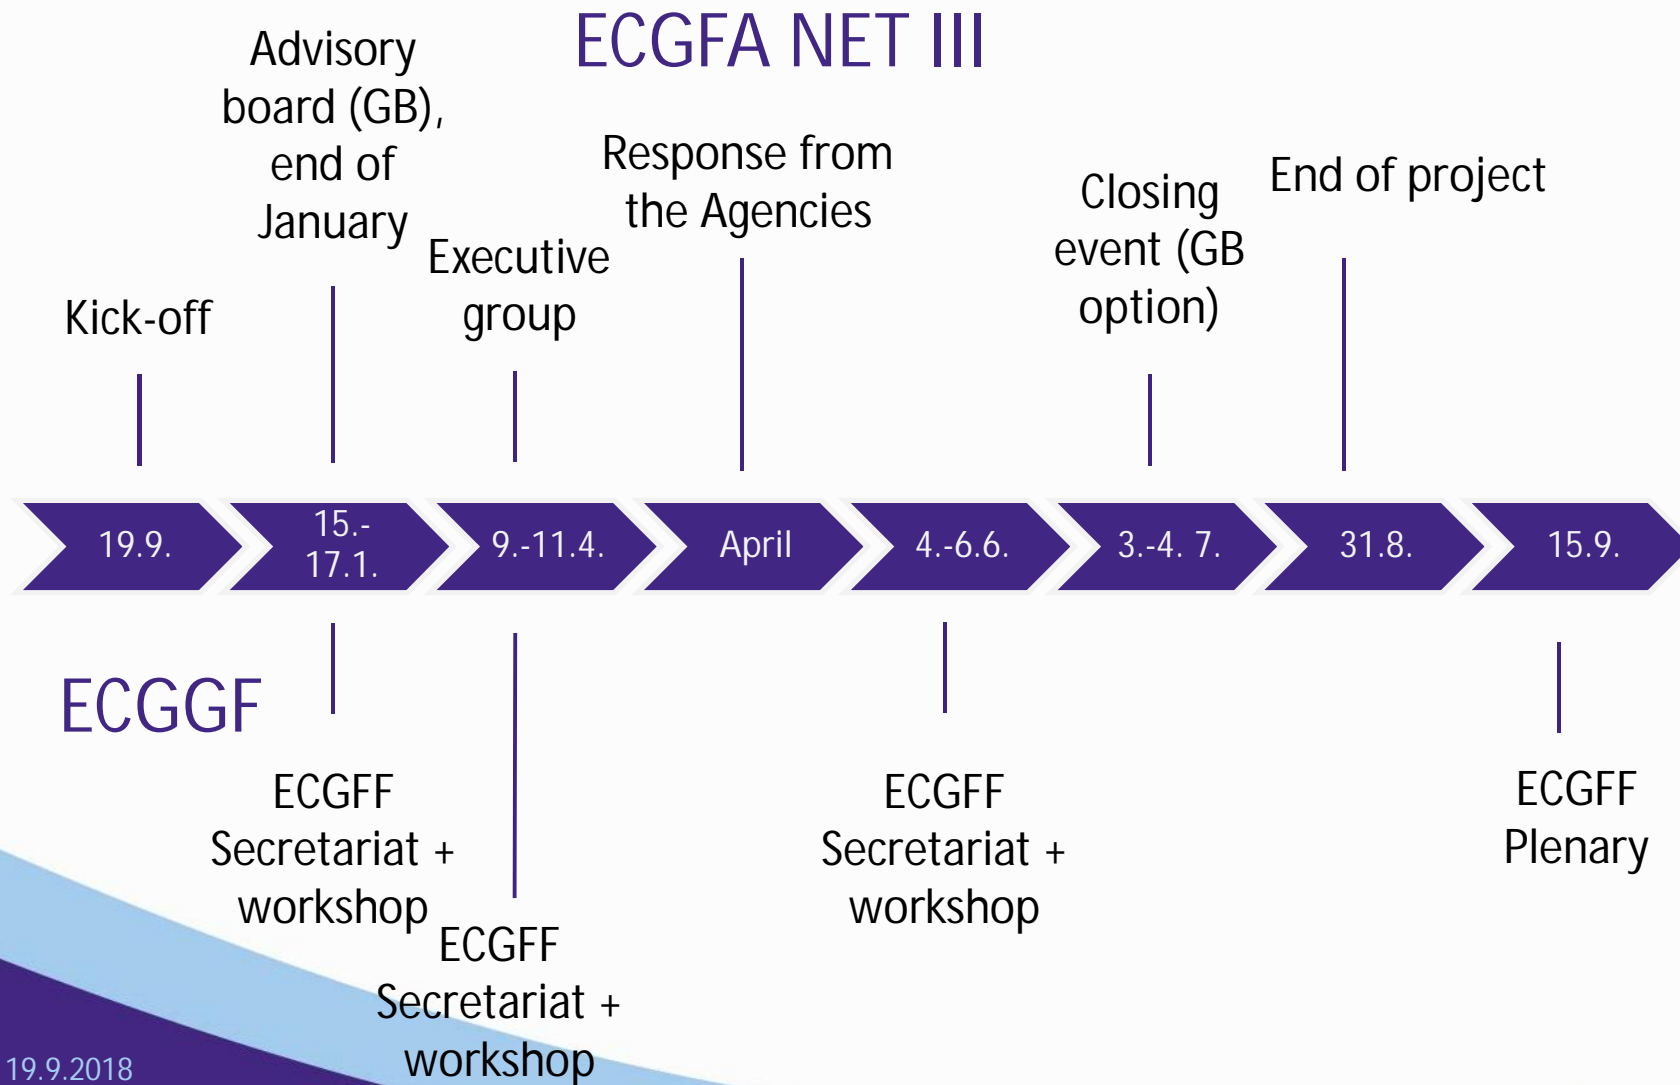 ECGFA NET III
Advisory
board (GB),
end of
January
Response from
the Agencies
End of project
Closing
event (GB
option)
Executive
group
Kick-off
19.9.
15.-
17.1.
9.-11.4.
April
4.-6.6.
3.-4. 7.
31.8.
15.9.
ECGGF
ECGFF
Secretariat +
workshop
ECGFF
Secretariat +
workshop
ECGFF
Secretariat +
workshop
ECGFF
Plenary
19.9.2018